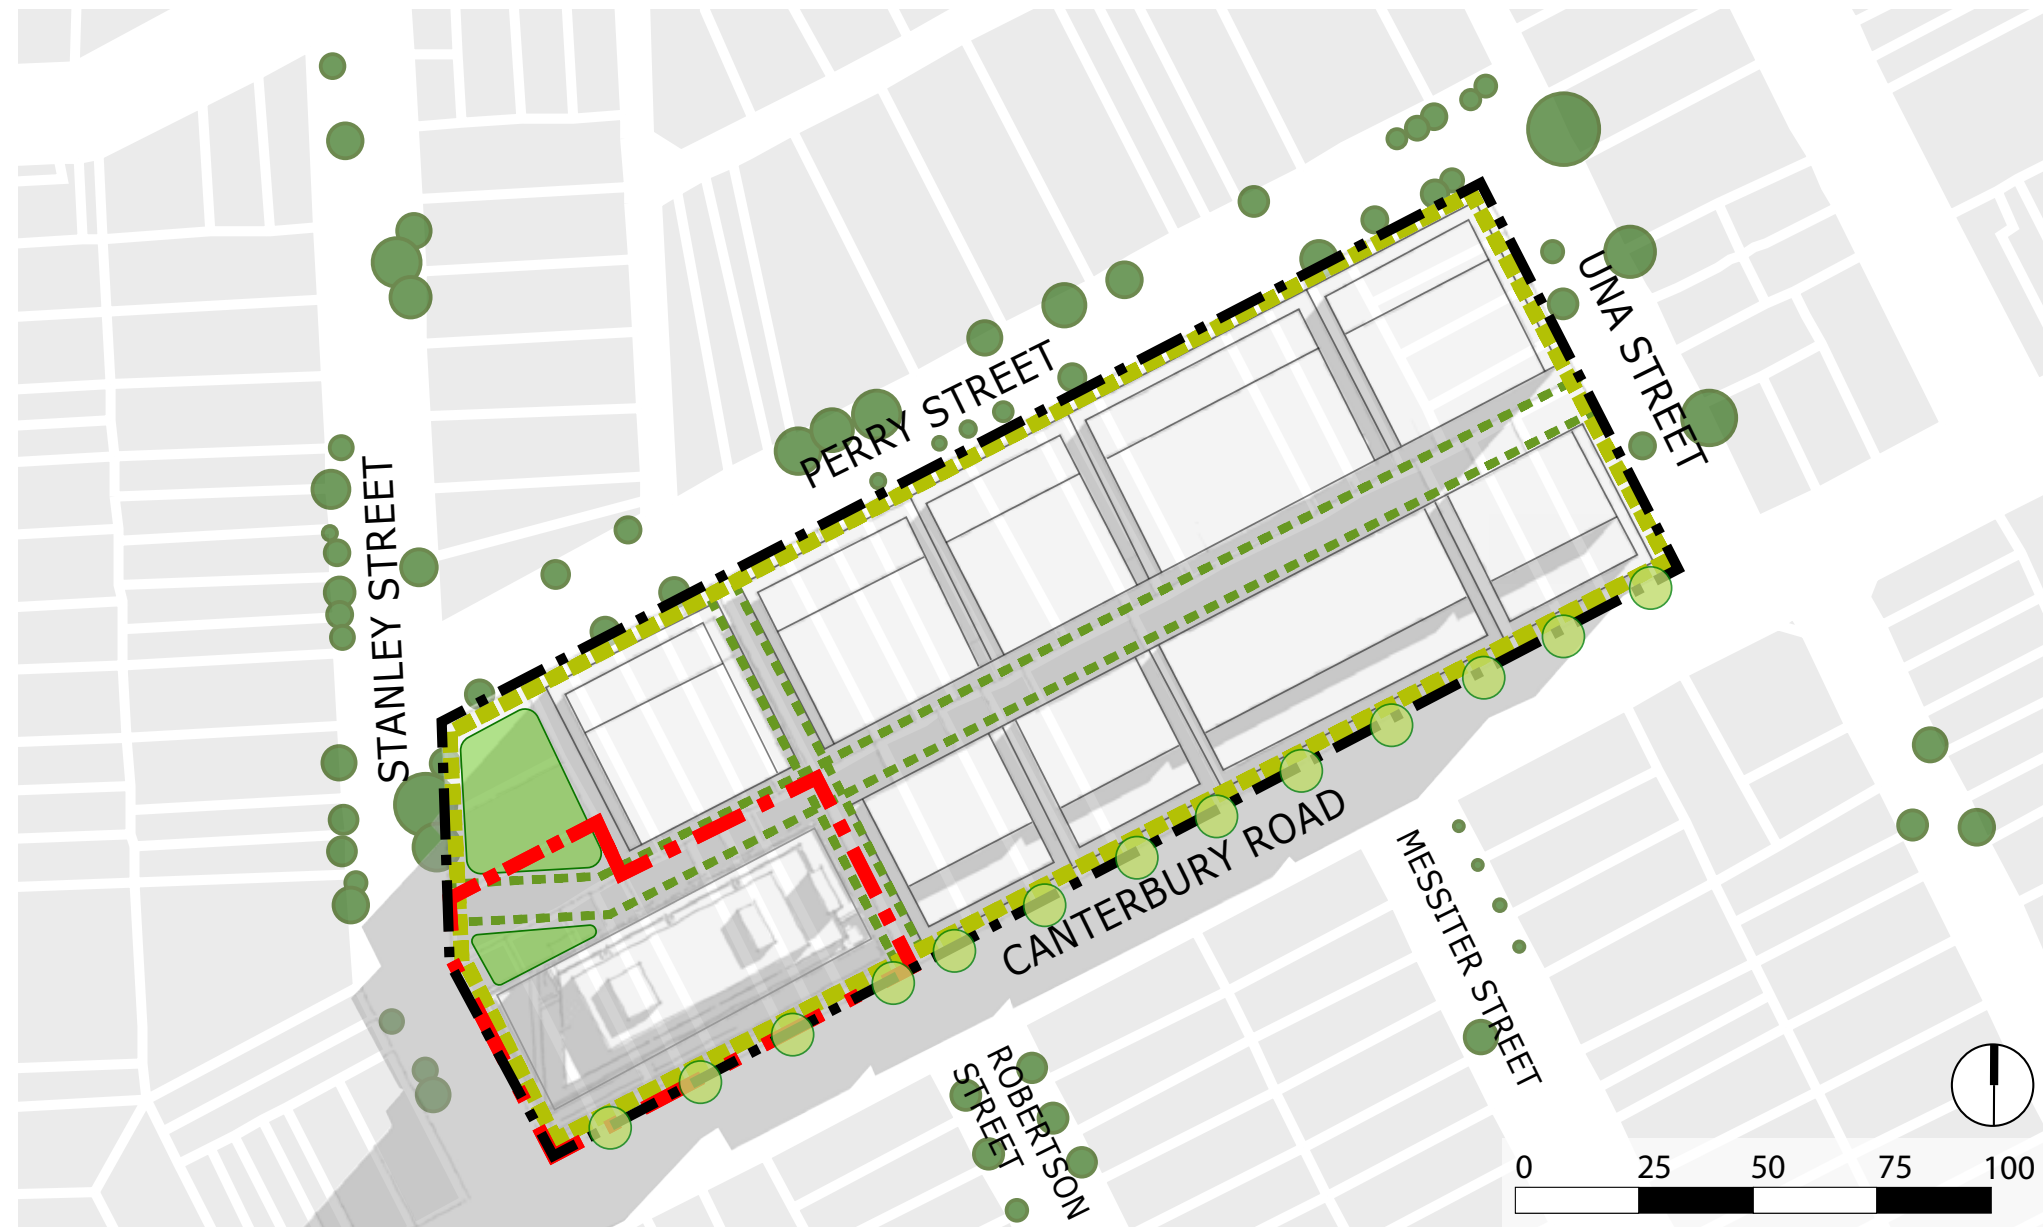 UNA STREET
PERRY STREET
STANLEY STREET
CANTERBURY ROAD
MESSITER STREET
ROBERTSON
STREET
0 25 50 75 100